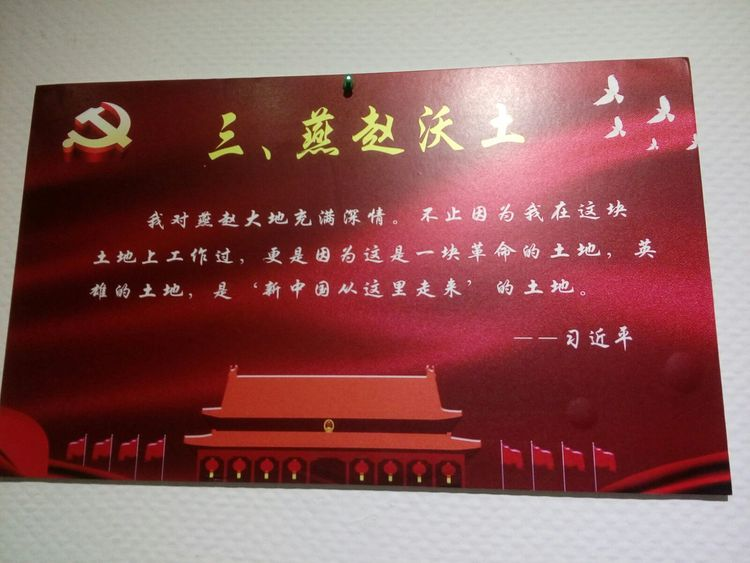 三、燕赵沃土
我对燕赵大地充满深情。不止因为我在这块
土地上工作过，更是因为这是一块革命的土地，英
雄的土地，是‘新中国从这里走来’的土地。
——习近平